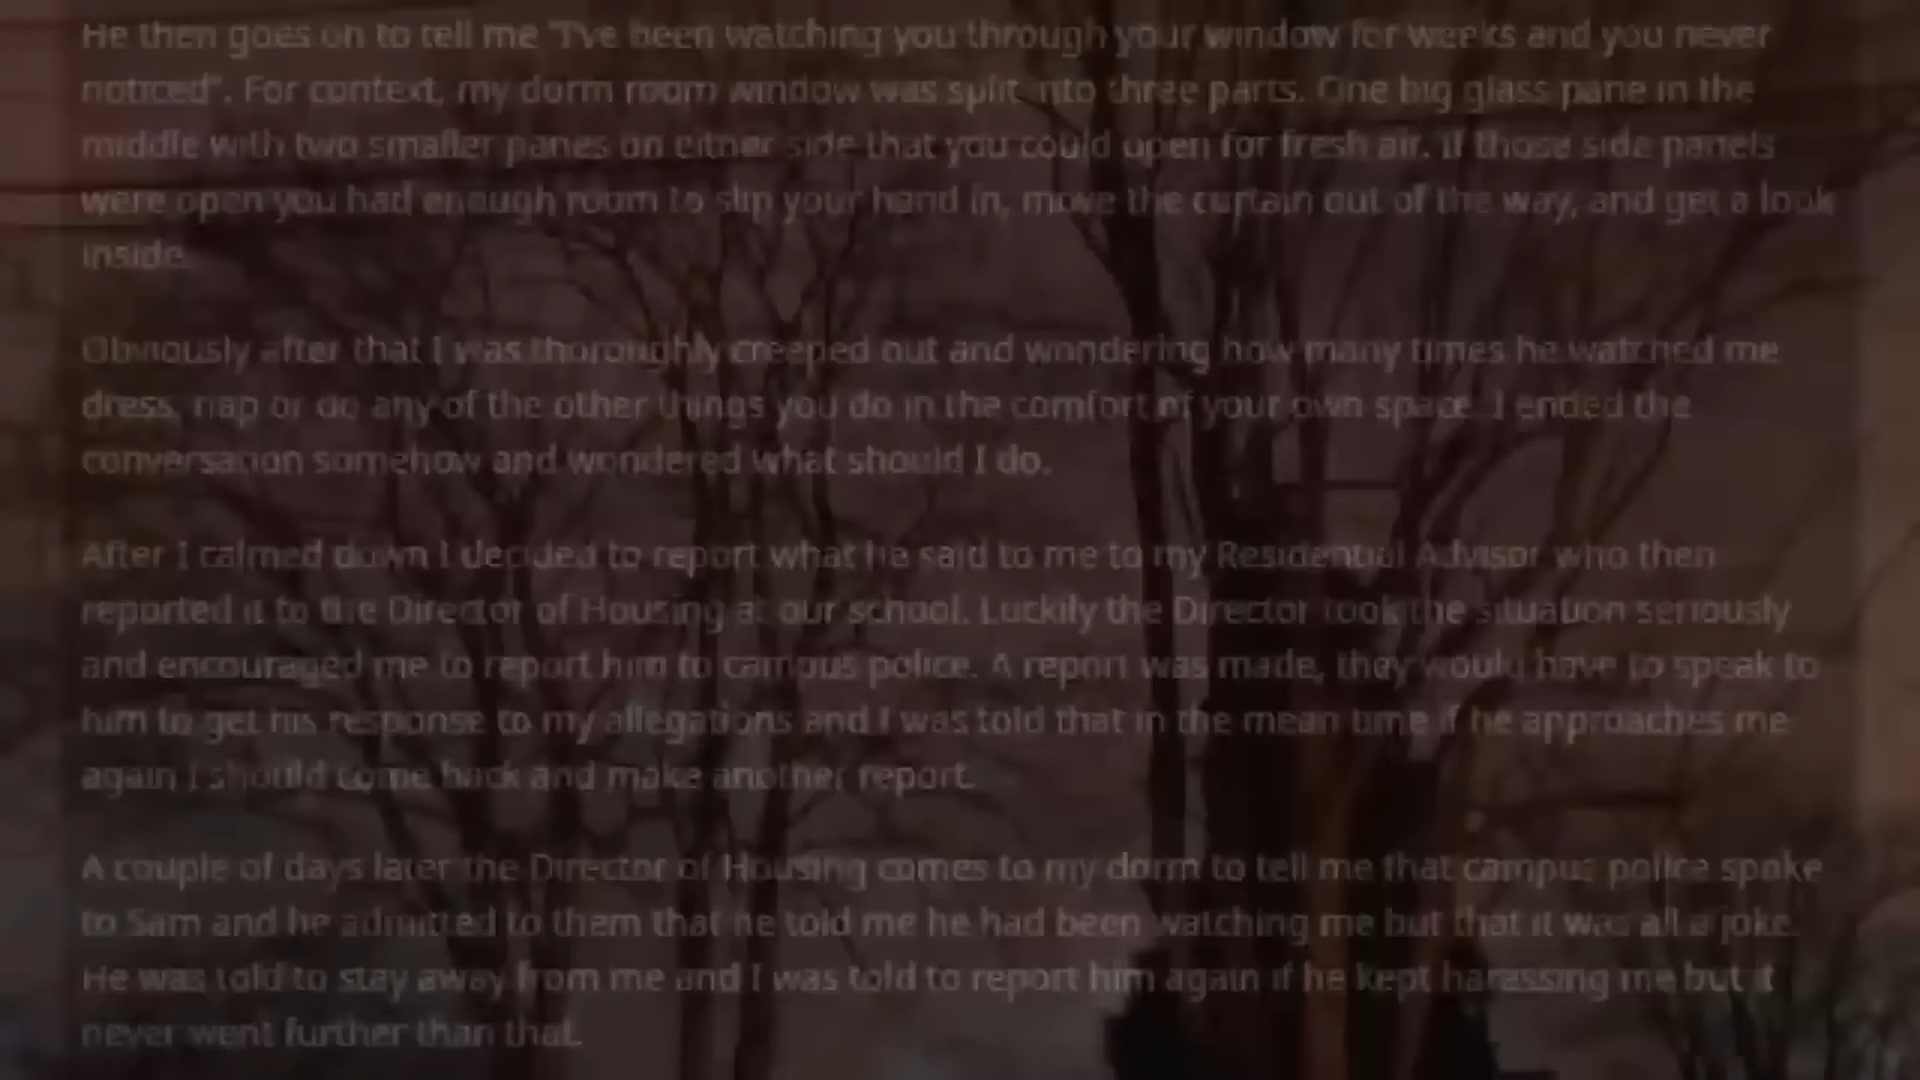 He then goes on to tell me "I've been watching you through your window for weeks and you never
noticed". For context, my dorm room window was split into three parts. One big glass pane in the
middle with two smaller panes on either side that you could open for fresh air. If those side panels
were open you had enough room to slip your hand in, move the curtain out of the way, and get a look
inside.
Obviously after that I was thoroughly creeped out and wondering how many times he watched me
dress, nap or do any of the other things you do in the comfort of your own space. I ended the
conversation somehow and wondered what should I do.
After I calmed down I decided to report what he said to me to my Residential Advisor who then
reported it to the Director of Housing at our school. Luckily the Director took the situation seriously
and encouraged me to report him to campus police. A report was made, they would have to speak to
him to get his response to my allegations and I was told that in the mean time if he approaches me
again I should come back and make another report.
A couple of days later the Director of Housing comes to my dorm to tell me that campus police spoke
to Sam and he admitted to them that he told me he had been watching me but that it was all a joke.
He was told to stay away from me and I was told to report him again if he kept harassing me but it
never went further than that.